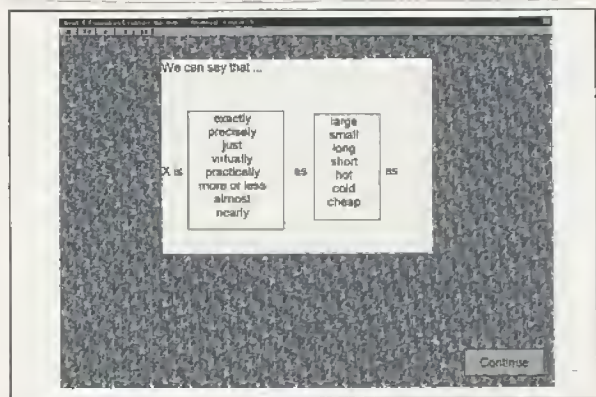 We can say that ...
X is
exactly
precisely
just
virtually
practically
more or less
almost
nearly
as
large
small
long
short
hot
cold
cheap
as
Continue